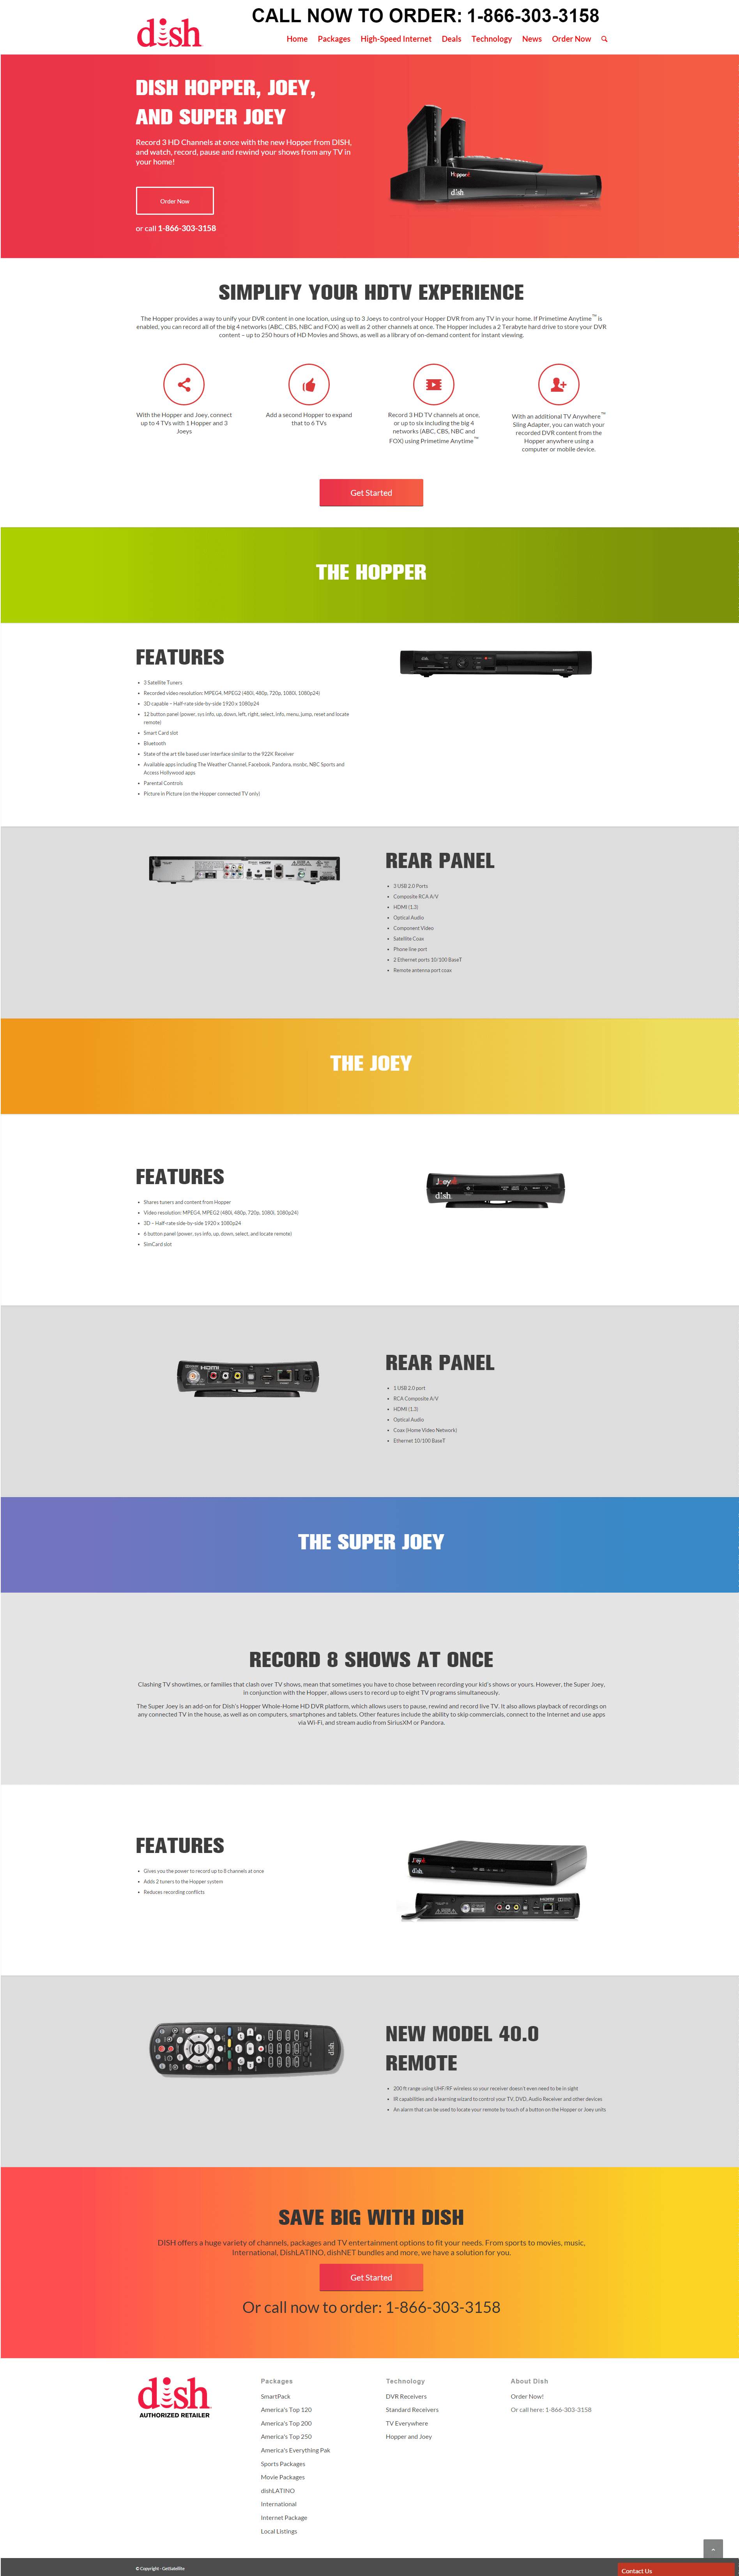 CALL NOW TO ORDER: 1-866-303-3158
dish
Home Packages High-Speed Internet Deals Technology News Order Now
DISH HOPPER, JOEY,
AND SUPER JOEY
Record 3 HD Channels at once with the new Hopper from DISH,
and watch, record, pause and rewind your shows from any TV in
your home!
Order Now
or call 1-866-303-3158
Hopper
dish
SIMPLIFY YOUR HDTV EXPERIENCE
The Hopper provides a way to unify your DVR content in one location, using up to 3 Joeys to control your Hopper DVR from any TV in your home. If Primetime Anytime™ is
enabled, you can record all of the big 4 networks (ABC, CBS, NBC and FOX) as well as 2 other channels at once. The Hopper includes a 2 Terabyte hard drive to store your DVR
content – up to 250 hours of HD Movies and Shows, as well as a library of on-demand content for instant viewing.
With the Hopper and Joey, connect
up to 4 TVs with 1 Hopper and 3
Joeys
Add a second Hopper to expand
that to 6 TVs
Record 3 HD TV channels at once,
or up to six including the big 4
networks (ABC, CBS, NBC and
FOX) using Primetime Anytime™
With an additional TV Anywhere™
Sling Adapter, you can watch your
recorded DVR content from the
Hopper anywhere using a
computer or mobile device.
Get Started
THE HOPPER
FEATURES
3 Satellite Tuners
Recorded video resolution: MPEG4, MPEG2 (480i, 480p, 720p, 1080i, 1080p24)
3D capable – Half-rate side-by-side 1920 x 1080p24
12 button panel (power, sys info, up, down, left, right, select, info, menu, jump, reset and locate
remote)
Smart Card slot
Bluetooth
State of the art tile based user interface similar to the 922K Receiver
Available apps including The Weather Channel, Facebook, Pandora, msnbc, NBC Sports and
Access Hollywood apps
Parental Controls
Picture in Picture (on the Hopper connected TV only)
REAR PANEL
3 USB 2.0 Ports
Composite RCA A/V
HDMI (1.3)
Optical Audio
Component Video
Satellite Coax
Phone line port
2 Ethernet ports 10/100 BaseT
Remote antenna port coax
THE JOEY
FEATURES
Shares tuners and content from Hopper
Video resolution: MPEG4, MPEG2 (480i, 480p, 720p, 1080i, 1080p24)
3D – Half-rate side-by-side 1920 x 1080p24
6 button panel (power, sys info, up, down, select, and locate remote)
SimCard slot
Joey
dish
HDMI
REAR PANEL
1 USB 2.0 port
RCA Composite A/V
HDMI (1.3)
Optical Audio
Coax (Home Video Network)
Ethernet 10/100 BaseT
THE SUPER JOEY
RECORD 8 SHOWS AT ONCE
Clashing TV showtimes, or families that clash over TV shows, mean that sometimes you have to chose between recording your kid's shows or yours. However, the Super Joey,
in conjunction with the Hopper, allows users to record up to eight TV programs simultaneously.
The Super Joey is an add-on for Dish's Hopper Whole-Home HD DVR platform, which allows users to pause, rewind and record live TV. It also allows playback of recordings on
any connected TV in the house, as well as on computers, smartphones and tablets. Other features include the ability to skip commercials, connect to the Internet and use apps
via Wi-Fi, and stream audio from SiriusXM or Pandora.
FEATURES
Gives you the power to record up to 8 channels at once
Adds 2 tuners to the Hopper system
Reduces recording conflicts
Joey
dish
HDMI
dish
NEW MODEL 40.0
REMOTE
200 ft range using UHF/RF wireless so your receiver doesn't even need to be in sight
IR capabilities and a learning wizard to control your TV, DVD, Audio Receiver and other devices
An alarm that can be used to locate your remote by touch of a button on the Hopper or Joey units
SAVE BIG WITH DISH
DISH offers a huge variety of channels, packages and TV entertainment options to fit your needs. From sports to movies, music,
International, DishLATINO, dishNET bundles and more, we have a solution for you.
Get Started
Or call now to order: 1-866-303-3158
dish
AUTHORIZED RETAILER
Packages
SmartPack
America's Top 120
America's Top 200
America's Top 250
America's Everything Pak
Sports Packages
Movie Packages
dishLATINO
International
Internet Package
Local Listings
Technology
DVR Receivers
Standard Receivers
TV Everywhere
Hopper and Joey
About Dish
Order Now!
Or call here: 1-866-303-3158
© Copyright - GetSatellite
Contact Us